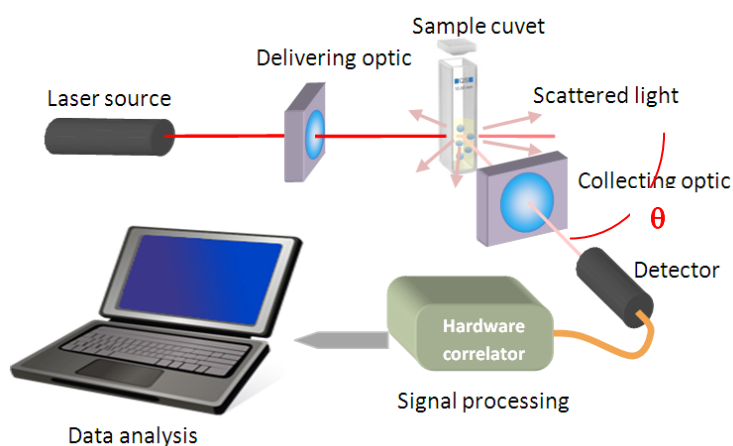 Sample cuvet
Delivering optic
Laser source
Scattered light
Collecting optic
θ
Detector
Hardware
correlator
Signal processing
Data analysis